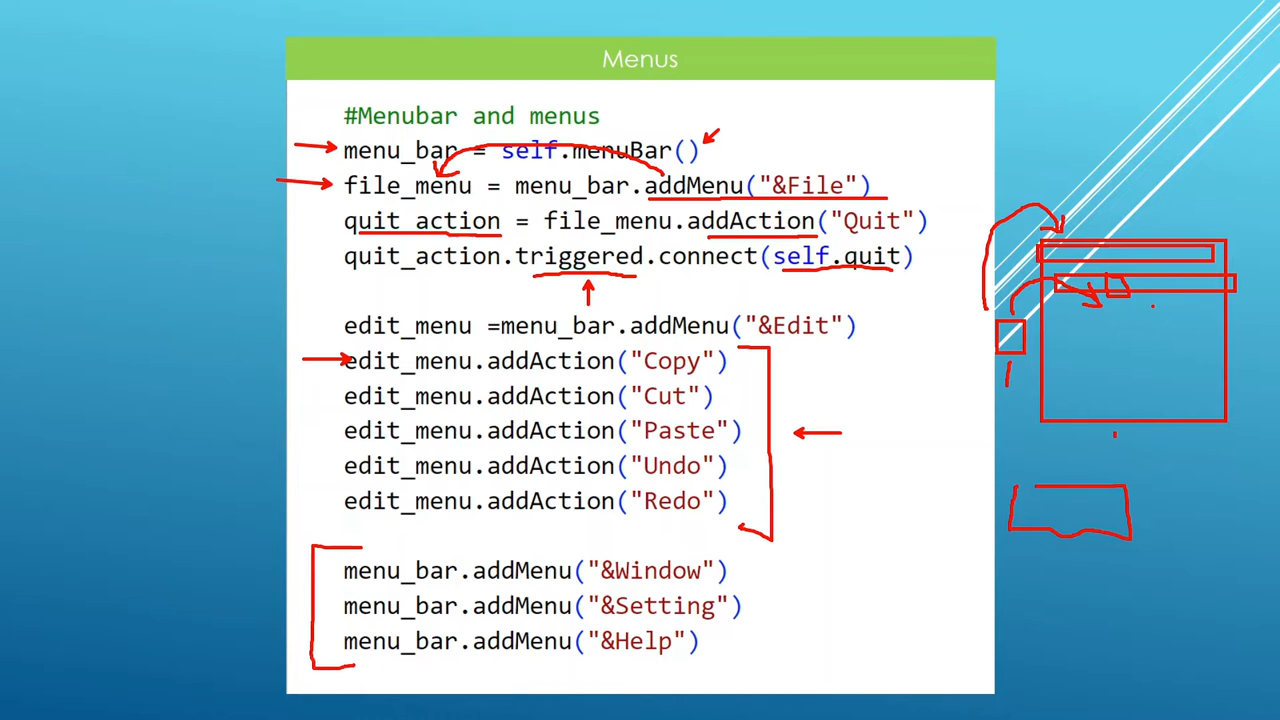 Menus
#Menubar and menus
menu_bar = self.menuBar()
file_menu = menu_bar.addMenu("&File")
quit_action = file_menu.addAction("Quit")
quit_action.triggered.connect(self.quit)
edit_menu =menu_bar.addMenu("&Edit")
edit_menu.addAction("Copy")
edit_menu.addAction("Cut")
edit_menu.addAction("Paste")
edit_menu.addAction("Undo")
edit_menu.addAction("Redo")
menu_bar.addMenu("&Window")
menu_bar.addMenu("&Setting")
menu_bar.addMenu("&Help")